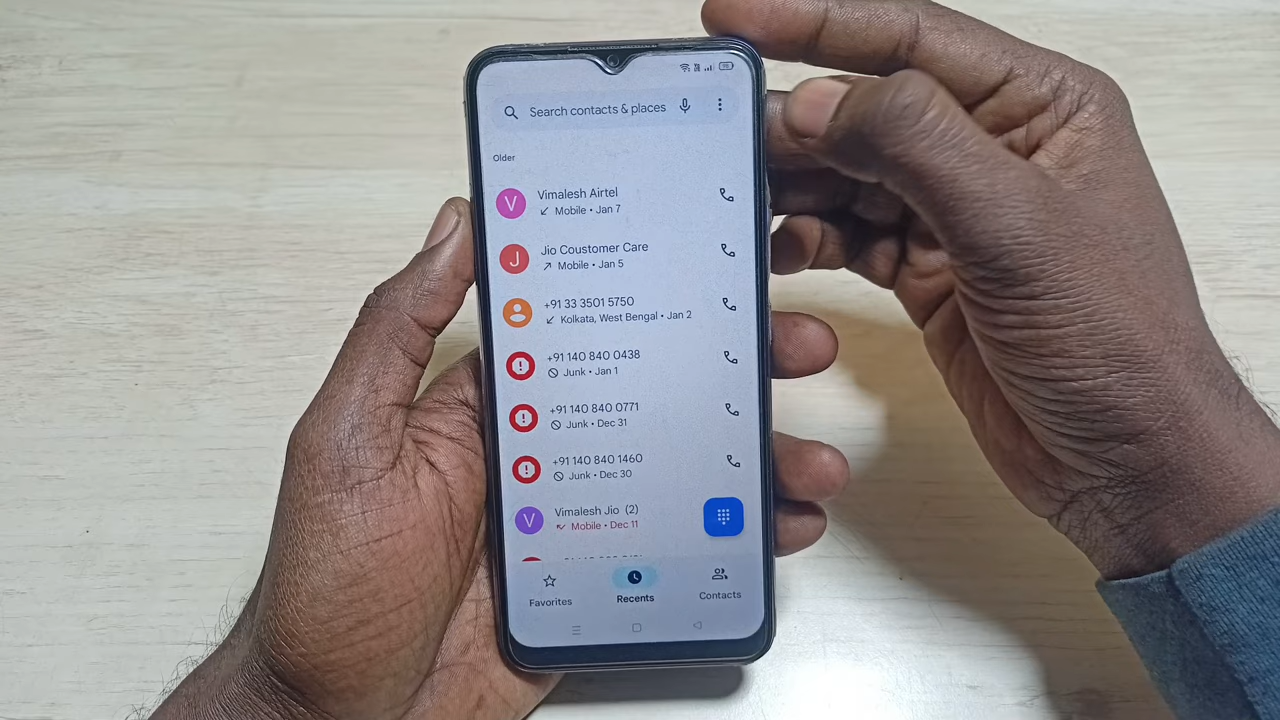 Search contacts & places
Older
V
Vimalesh Airtel
Mobile • Jan 7
J
Jio Coustomer Care
Mobile • Jan 5
+91 33 3501 5750
Kolkata, West Bengal • Jan 2
+91 140 840 0438
Junk • Jan 1
+91 140 840 0771
Junk • Dec 31
+91 140 840 1460
Junk • Dec 30
V
Vimalesh Jio (2)
Mobile • Dec 11
Favorites
Recents
Contacts